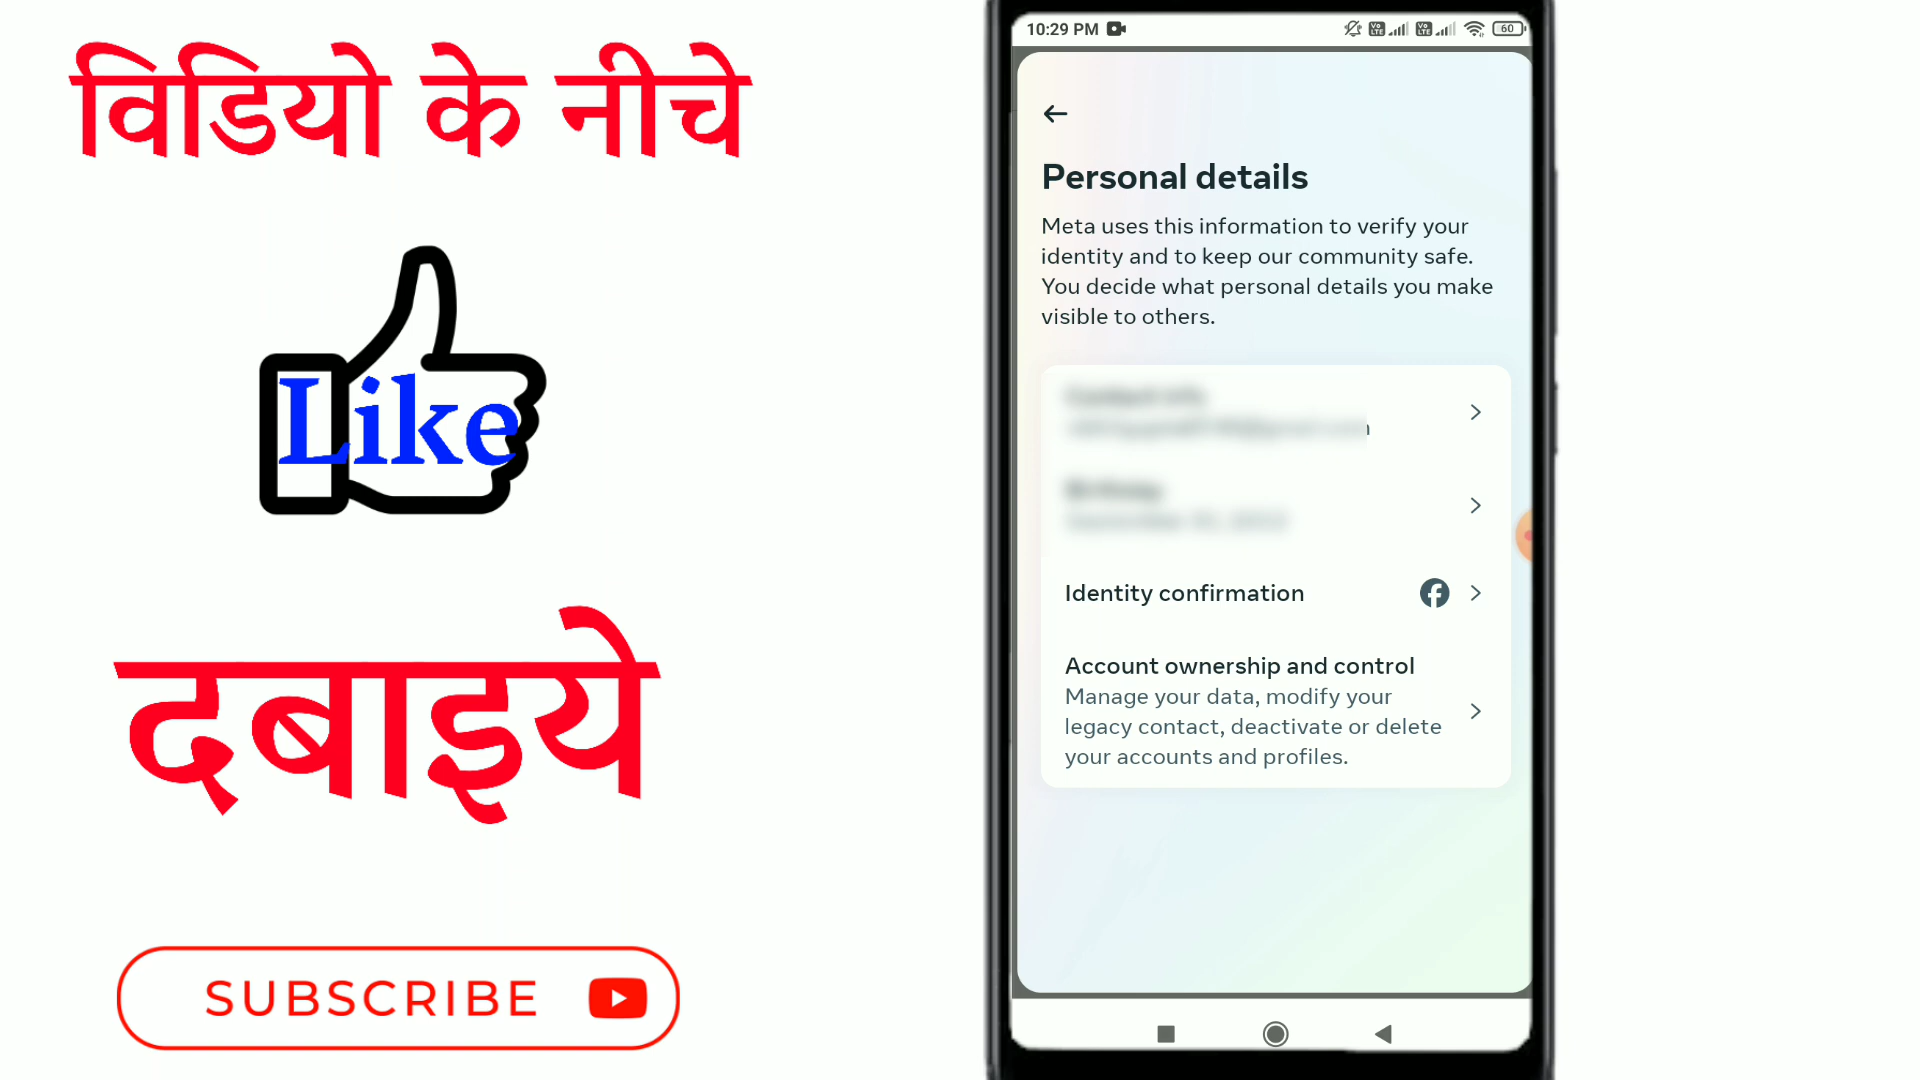 विडियो के नीचे
Like
दबाइये
SUBSCRIBE
10:29 PM
60
Personal details
Meta uses this information to verify your
identity and to keep our community safe.
You decide what personal details you make
visible to others.
Identity confirmation
Account ownership and control
Manage your data, modify your
legacy contact, deactivate or delete
your accounts and profiles.